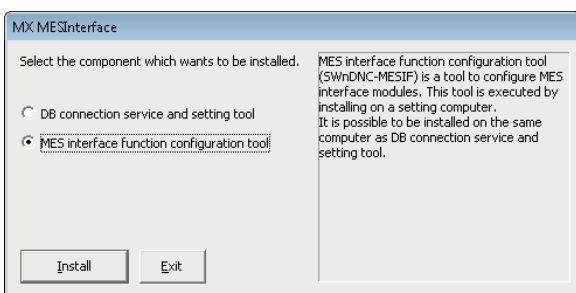 MX MESInterface
Select the component which wants to be installed.
DB connection service and setting tool
MES interface function configuration tool
MES interface function configuration tool
(SWnDNC-MESIF) is a tool to configure MES
interface modules. This tool is executed by
installing on a setting computer.
It is possible to be installed on the same
computer as DB connection service and
setting tool.
Install
Exit